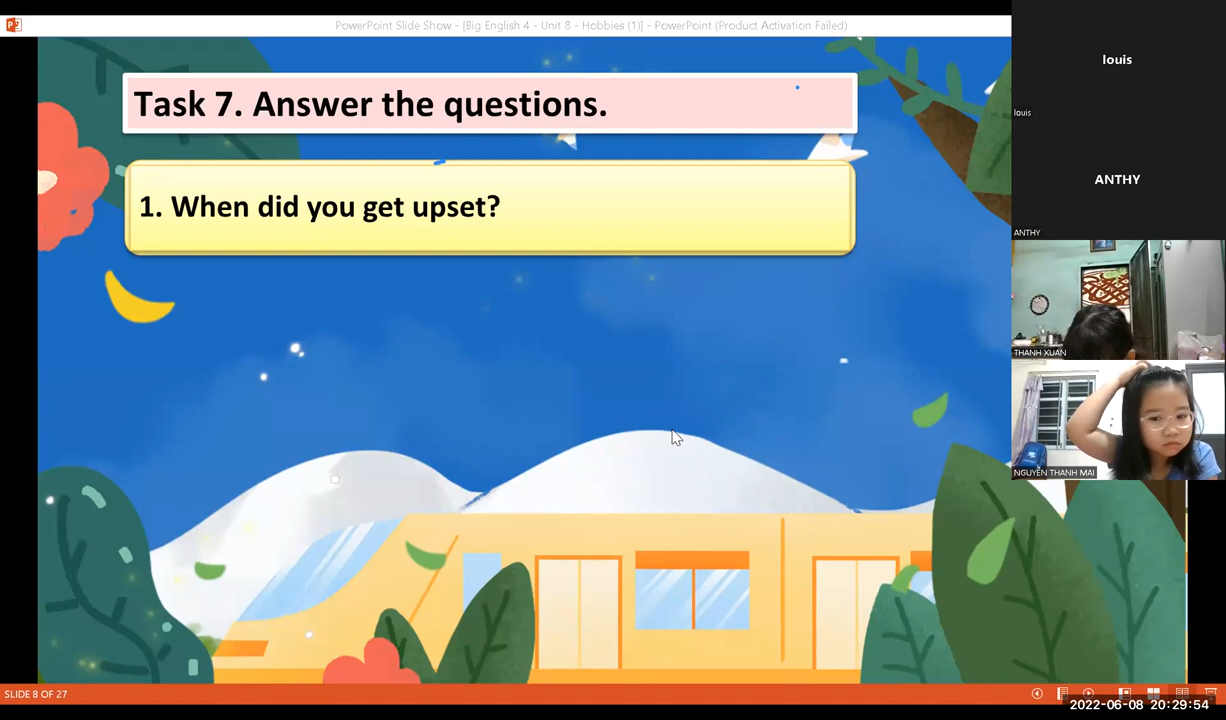 PowerPoint Slide Show - [Big English 4 - Unit 8 - Hobbies (1)] - PowerPoint (Product Activation Failed)
Task 7. Answer the questions.
1. When did you get upset?
louis
louis
ANTHY
ANTHY
THANH XUAN
NGUYỄN THANH MAI
SLIDE 8 OF 27
2022-06-08 20:29:54